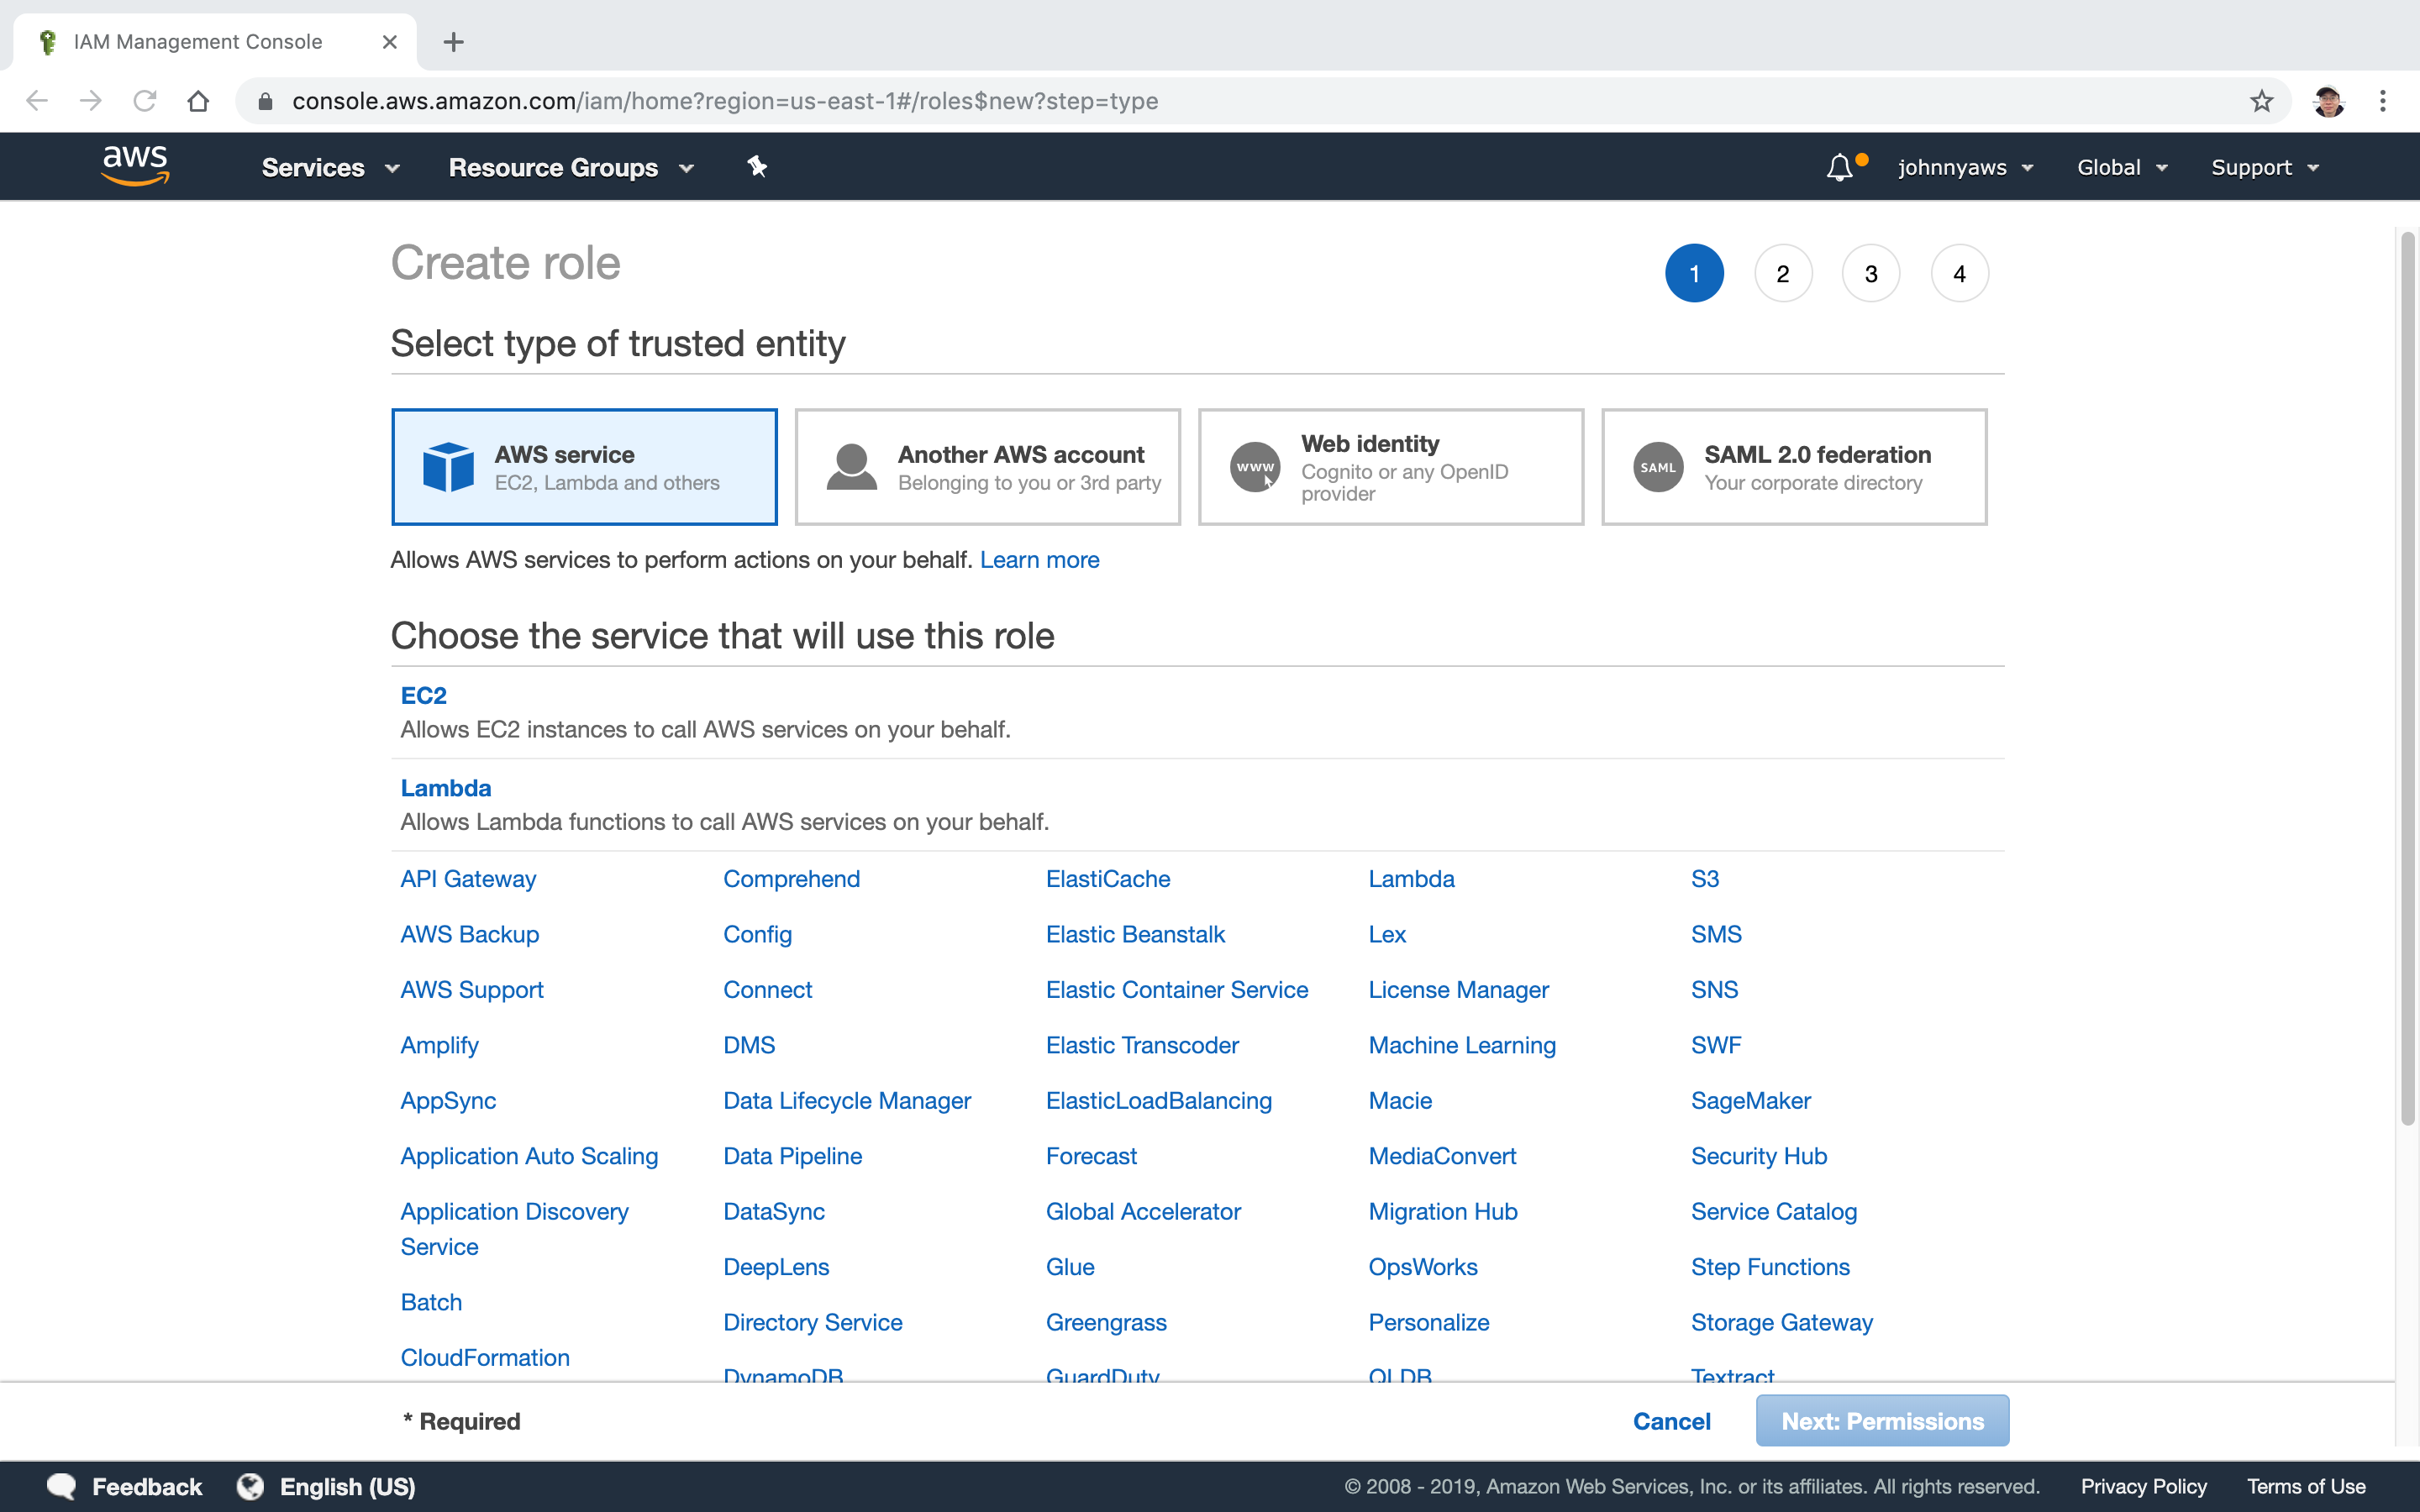 IAM Management Console
console.aws.amazon.com/iam/home?region=us-east-1#/roles$new?step=type
aws
Services
Resource Groups
johnnyaws
Global
Support
Create role
1
2
3
4
Select type of trusted entity
AWS service
EC2, Lambda and others
Another AWS account
Belonging to you or 3rd party
www
Web identity
Cognito or any OpenID
provider
SAML
SAML 2.0 federation
Your corporate directory
Allows AWS services to perform actions on your behalf. Learn more
Choose the service that will use this role
EC2
Allows EC2 instances to call AWS services on your behalf.
Lambda
Allows Lambda functions to call AWS services on your behalf.
API Gateway
AWS Backup
AWS Support
Amplify
AppSync
Application Auto Scaling
Application Discovery
Service
Batch
CloudFormation
Comprehend
Config
Connect
DMS
Data Lifecycle Manager
Data Pipeline
DataSync
DeepLens
Directory Service
DynamoDB
ElastiCache
Elastic Beanstalk
Elastic Container Service
Elastic Transcoder
ElasticLoadBalancing
Forecast
Global Accelerator
Glue
Greengrass
GuardDuty
Lambda
Lex
License Manager
Machine Learning
Macie
MediaConvert
Migration Hub
OpsWorks
Personalize
QLDB
S3
SMS
SNS
SWF
SageMaker
Security Hub
Service Catalog
Step Functions
Storage Gateway
Textract
* Required
Cancel
Next: Permissions
Feedback
English (US)
© 2008 - 2019, Amazon Web Services, Inc. or its affiliates. All rights reserved.
Privacy Policy
Terms of Use